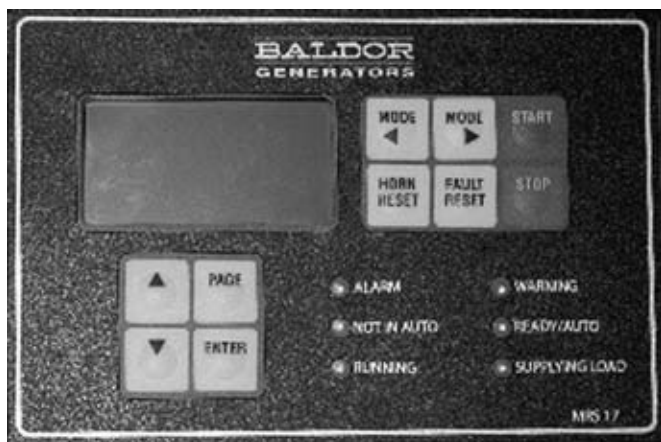 BALDOR
GENERATORS
MODE MODE START
HORN RESET FAULT RESET STOP
PAGE
ENTER
ALARM WARNING
NOT IN AUTO READY/AUTO
RUNNING SUPPLYING LOAD
MRS 17